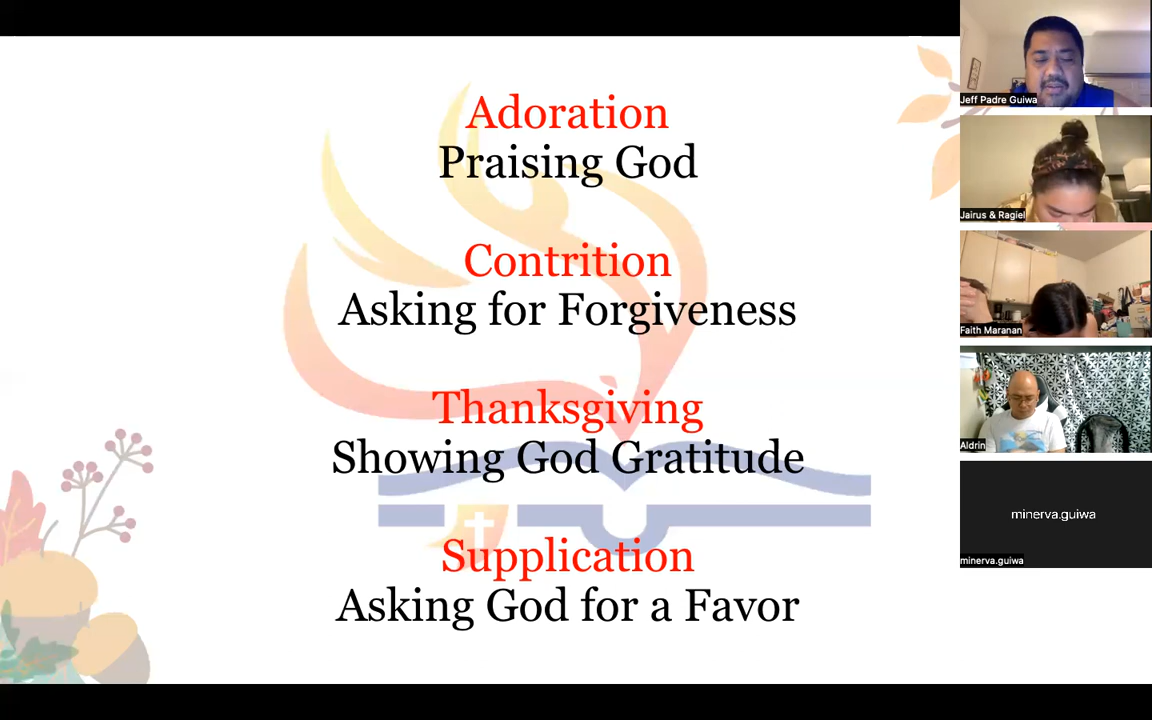 Adoration
Praising God
Contrition
Asking for Forgiveness
Thanksgiving
Showing God Gratitude
Supplication
Asking God for a Favor
Jeff Padre Guiwa
Jairus & Ragiel
Faith Maranan
Aldrin
minerva.guiwa
minerva.guiwa